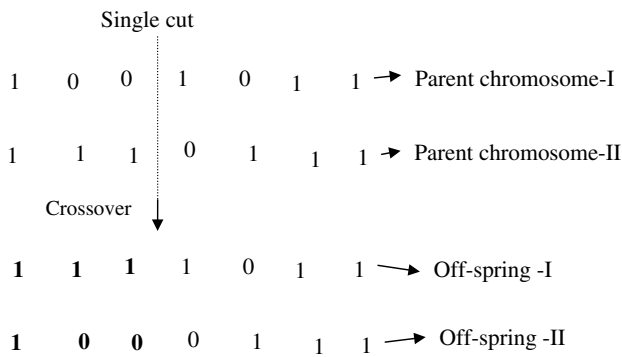 Single cut
1 0 0 1 0 1 1 Parent chromosome-I
1 1 1 0 1 1 1 Parent chromosome-II
Crossover
1 1 1 1 0 1 1 Off-spring -I
1 0 0 0 1 1 1 Off-spring -II